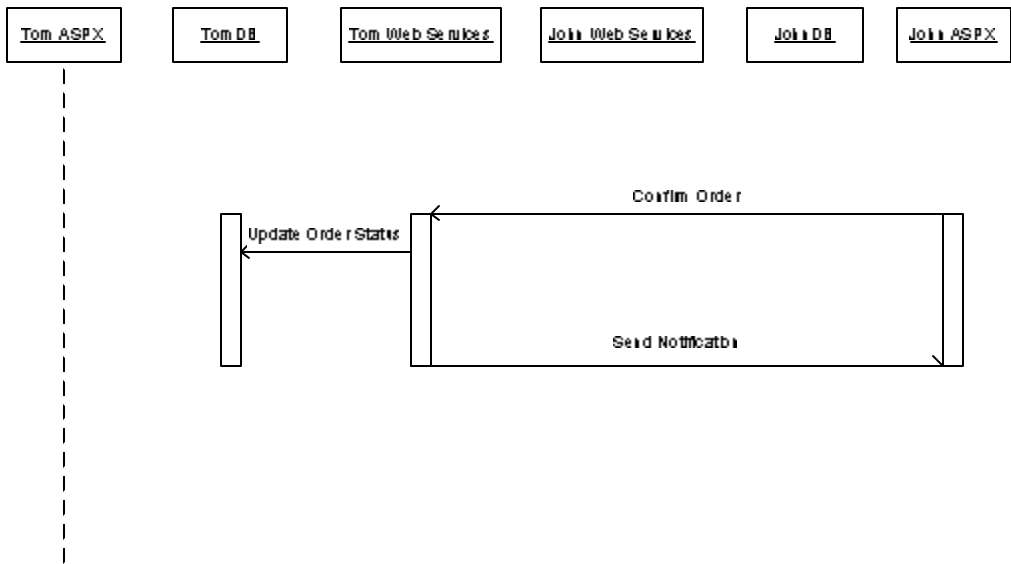 Tom ASPX
Tom DB
Tom Web Services
John Web Services
John DB
John ASPX
Confirm Order
Update Order Status
Send Notification